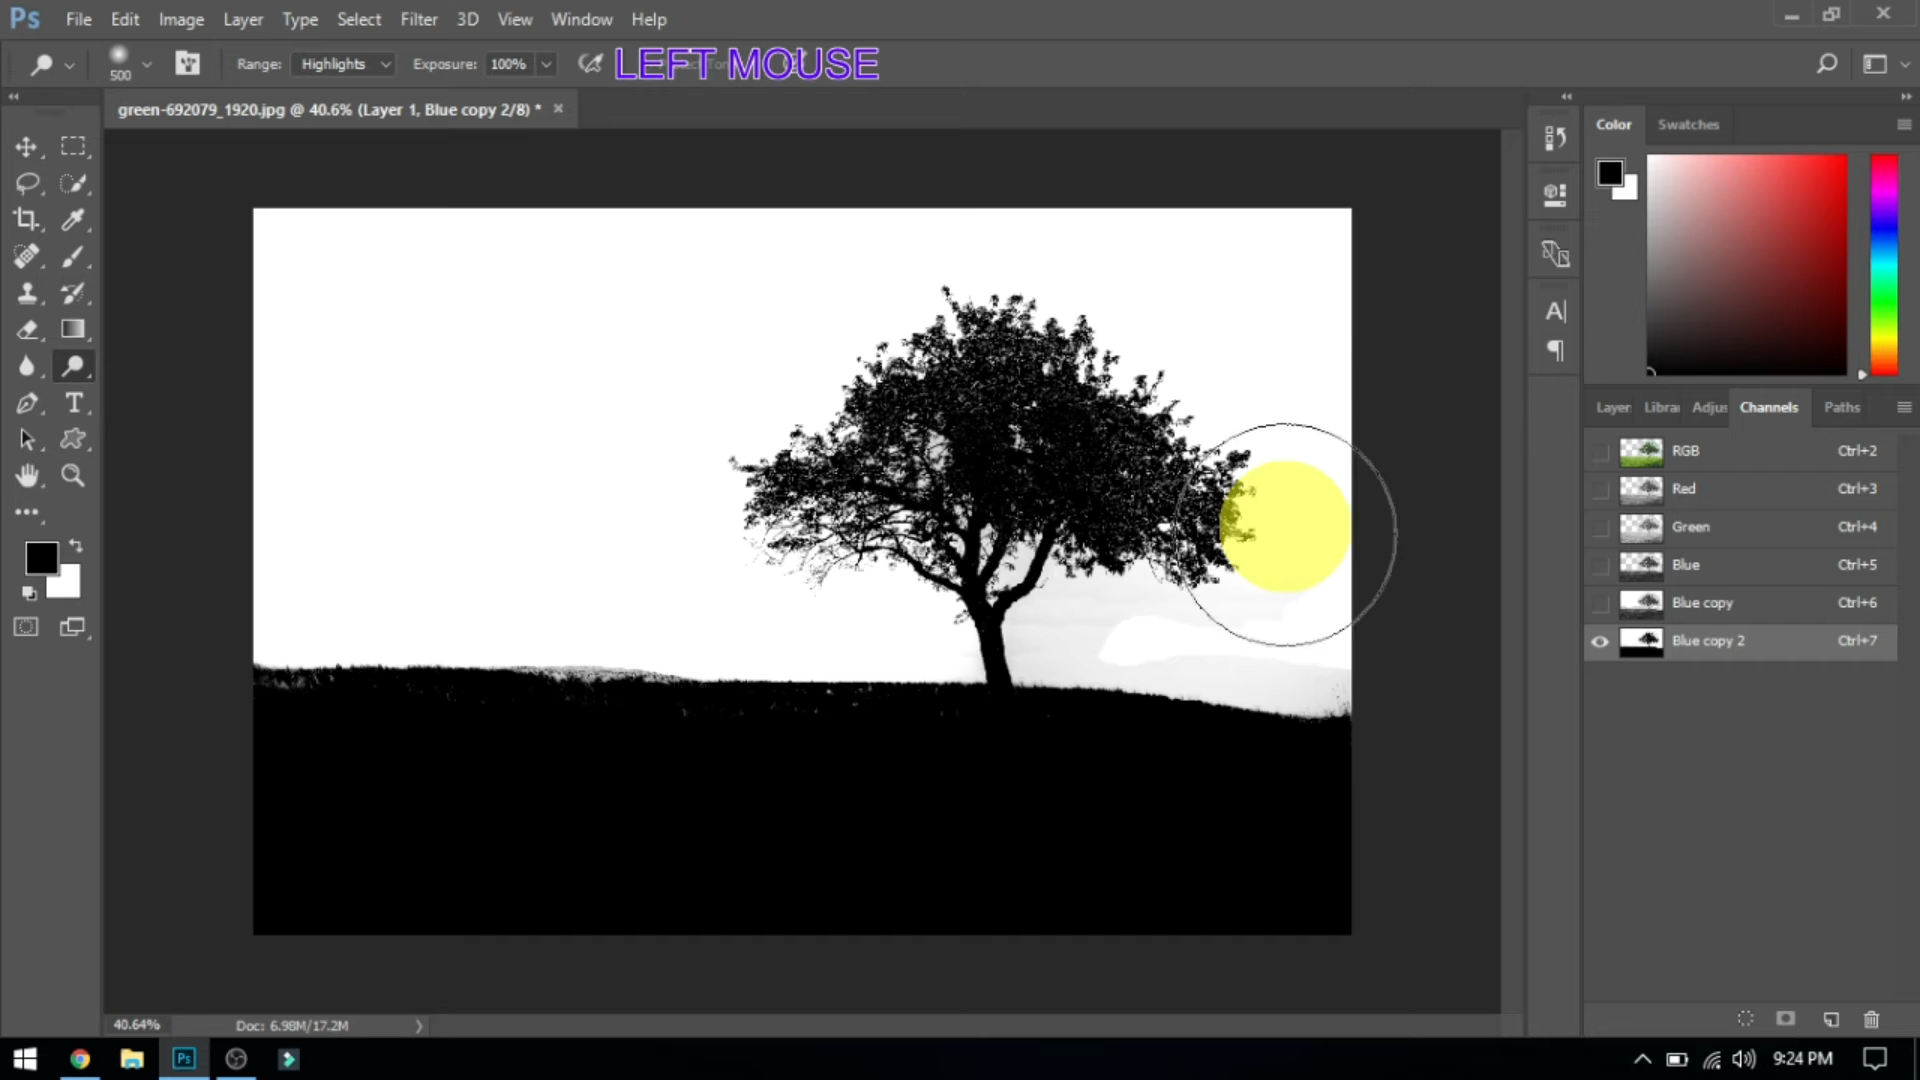 Ps File Edit Image Layer Type Select Filter 3D View Window Help
500 Range: Highlights Exposure: 100% LEFT MOUSE
green-692079_1920.jpg @ 40.6% (Layer 1, Blue copy 2/8) *
Color Swatches
Layer Librar Adjus Channels Paths
RGB Ctrl+2
Red Ctrl+3
Green Ctrl+4
Blue Ctrl+5
Blue copy Ctrl+6
Blue copy 2 Ctrl+7
40.64% Doc: 6.98M/17.2M
Ps 9:24 PM